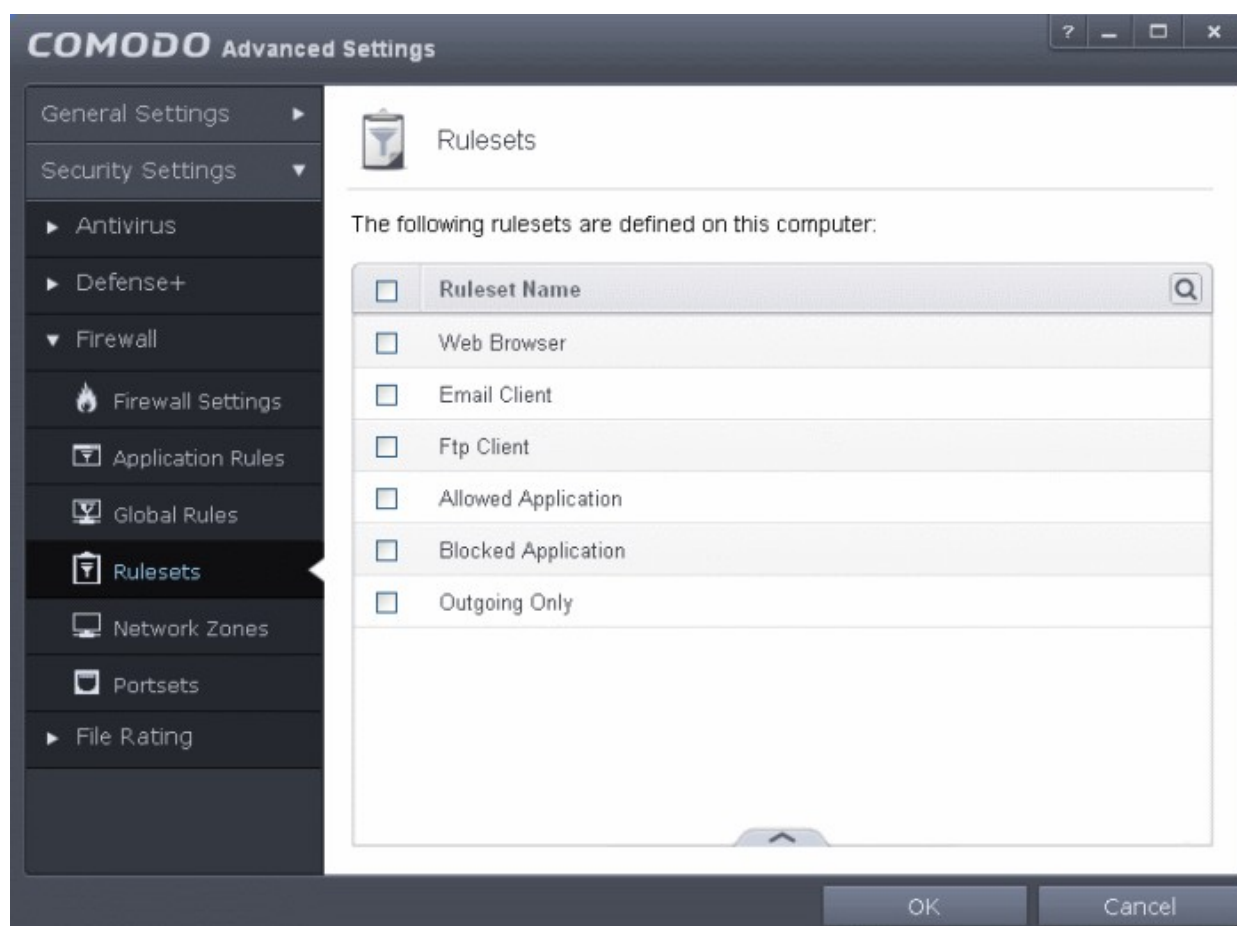 COMODO Advanced Settings
?
General Settings
Security Settings
Antivirus
Defense+
Firewall
Firewall Settings
Application Rules
Global Rules
Rulesets
Network Zones
Portsets
File Rating
Rulesets
The following rulesets are defined on this computer:
Ruleset Name
Web Browser
Email Client
Ftp Client
Allowed Application
Blocked Application
Outgoing Only
OK
Cancel